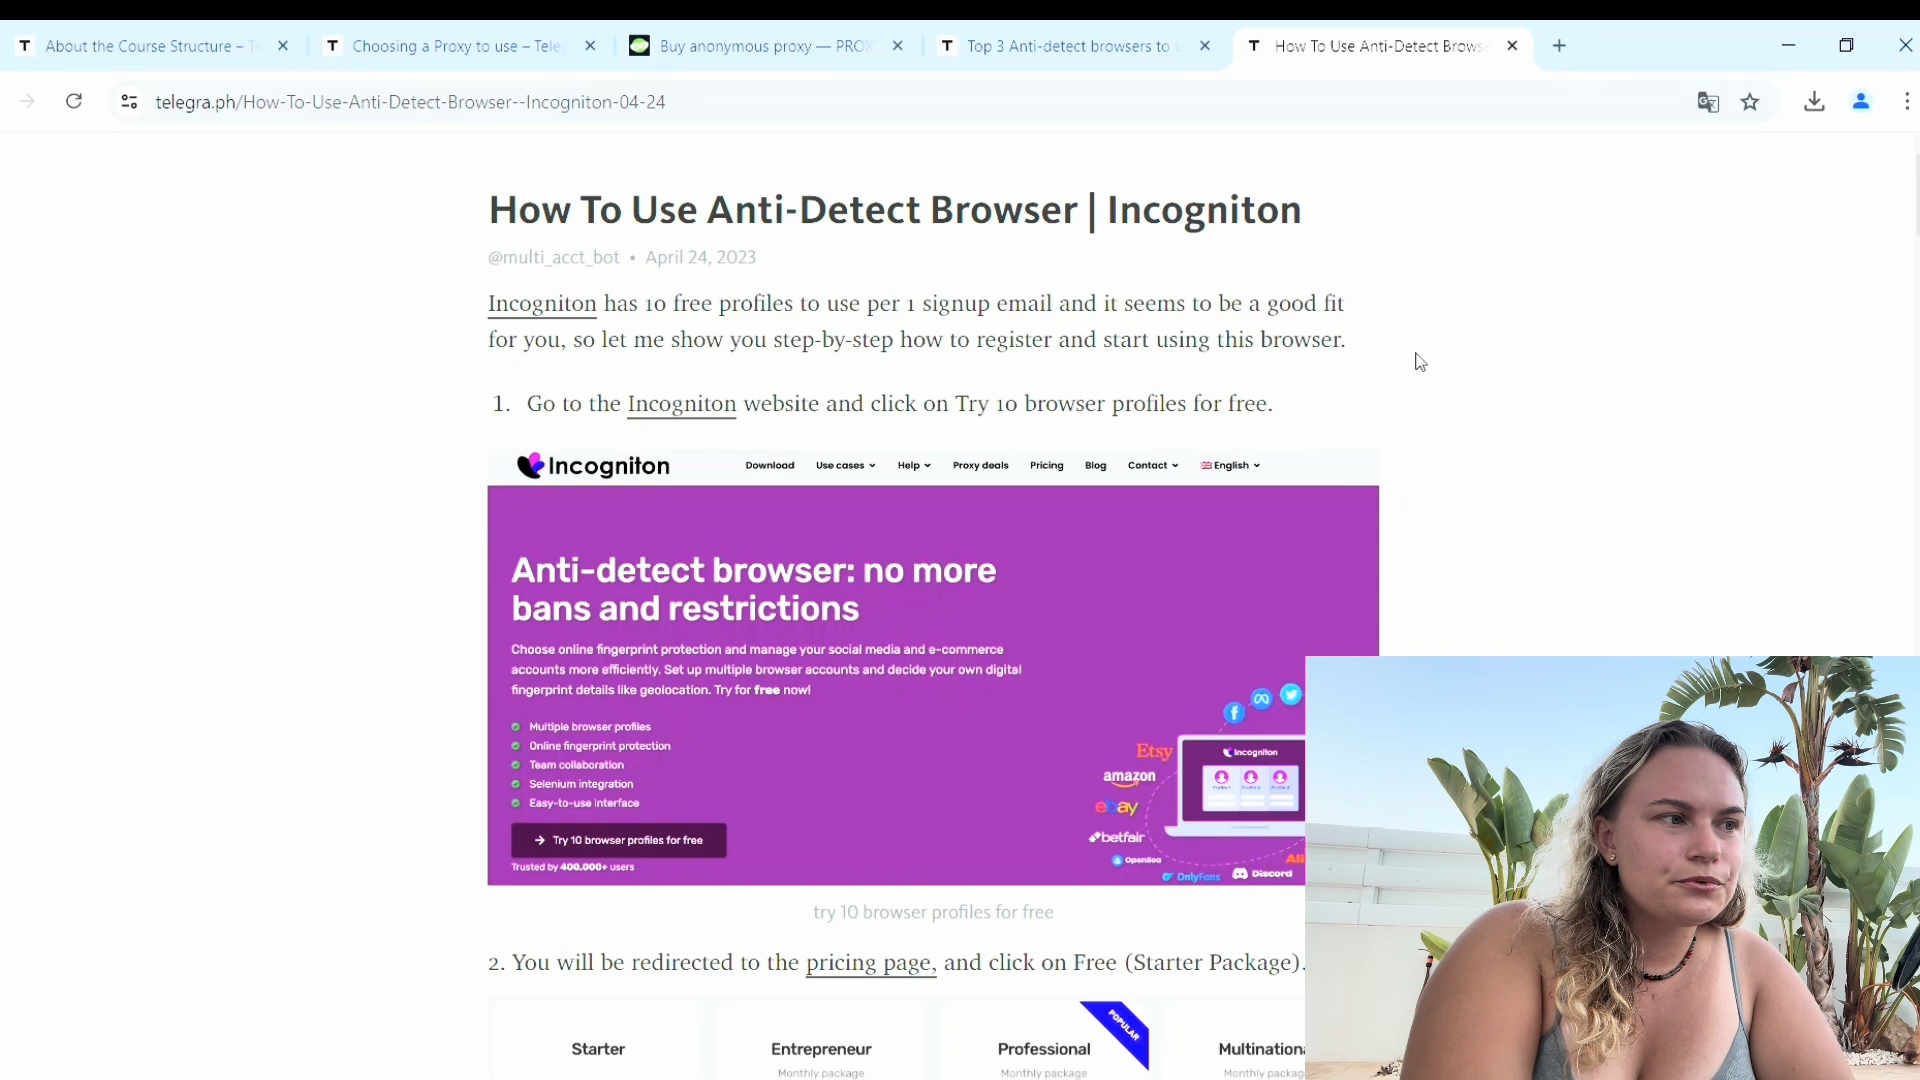 About the Course Structure –
Choosing a Proxy to use – Tele
Buy anonymous proxy — PROX
Top 3 Anti-detect browsers to
How To Use Anti-Detect Brows
telegra.ph/How-To-Use-Anti-Detect-Browser--Incogniton-04-24
How To Use Anti-Detect Browser | Incogniton
@multi_acct_bot • April 24, 2023
Incogniton has 10 free profiles to use per 1 signup email and it seems to be a good fit
for you, so let me show you step-by-step how to register and start using this browser.
1. Go to the Incogniton website and click on Try 10 browser profiles for free.
Incogniton
Download Use cases Help Proxy deals Pricing Blog Contact English
Anti-detect browser: no more
bans and restrictions
Choose online fingerprint protection and manage your social media and e-commerce
accounts more efficiently. Set up multiple browser accounts and decide your own digital
fingerprint details like geolocation. Try for free now!
Multiple browser profiles
Online fingerprint protection
Team collaboration
Selenium integration
Easy-to-use interface
→ Try 10 browser profiles for free
Trusted by 400,000+ users
Etsy
amazon
ebay
betfair
OpenSea
OnlyFans
Discord
Ali
Incogniton
try 10 browser profiles for free
2. You will be redirected to the pricing page, and click on Free (Starter Package).
Starter
Entrepreneur
Monthly package
Professional
Monthly package
POPULAR
Multinationa
Monthly packag